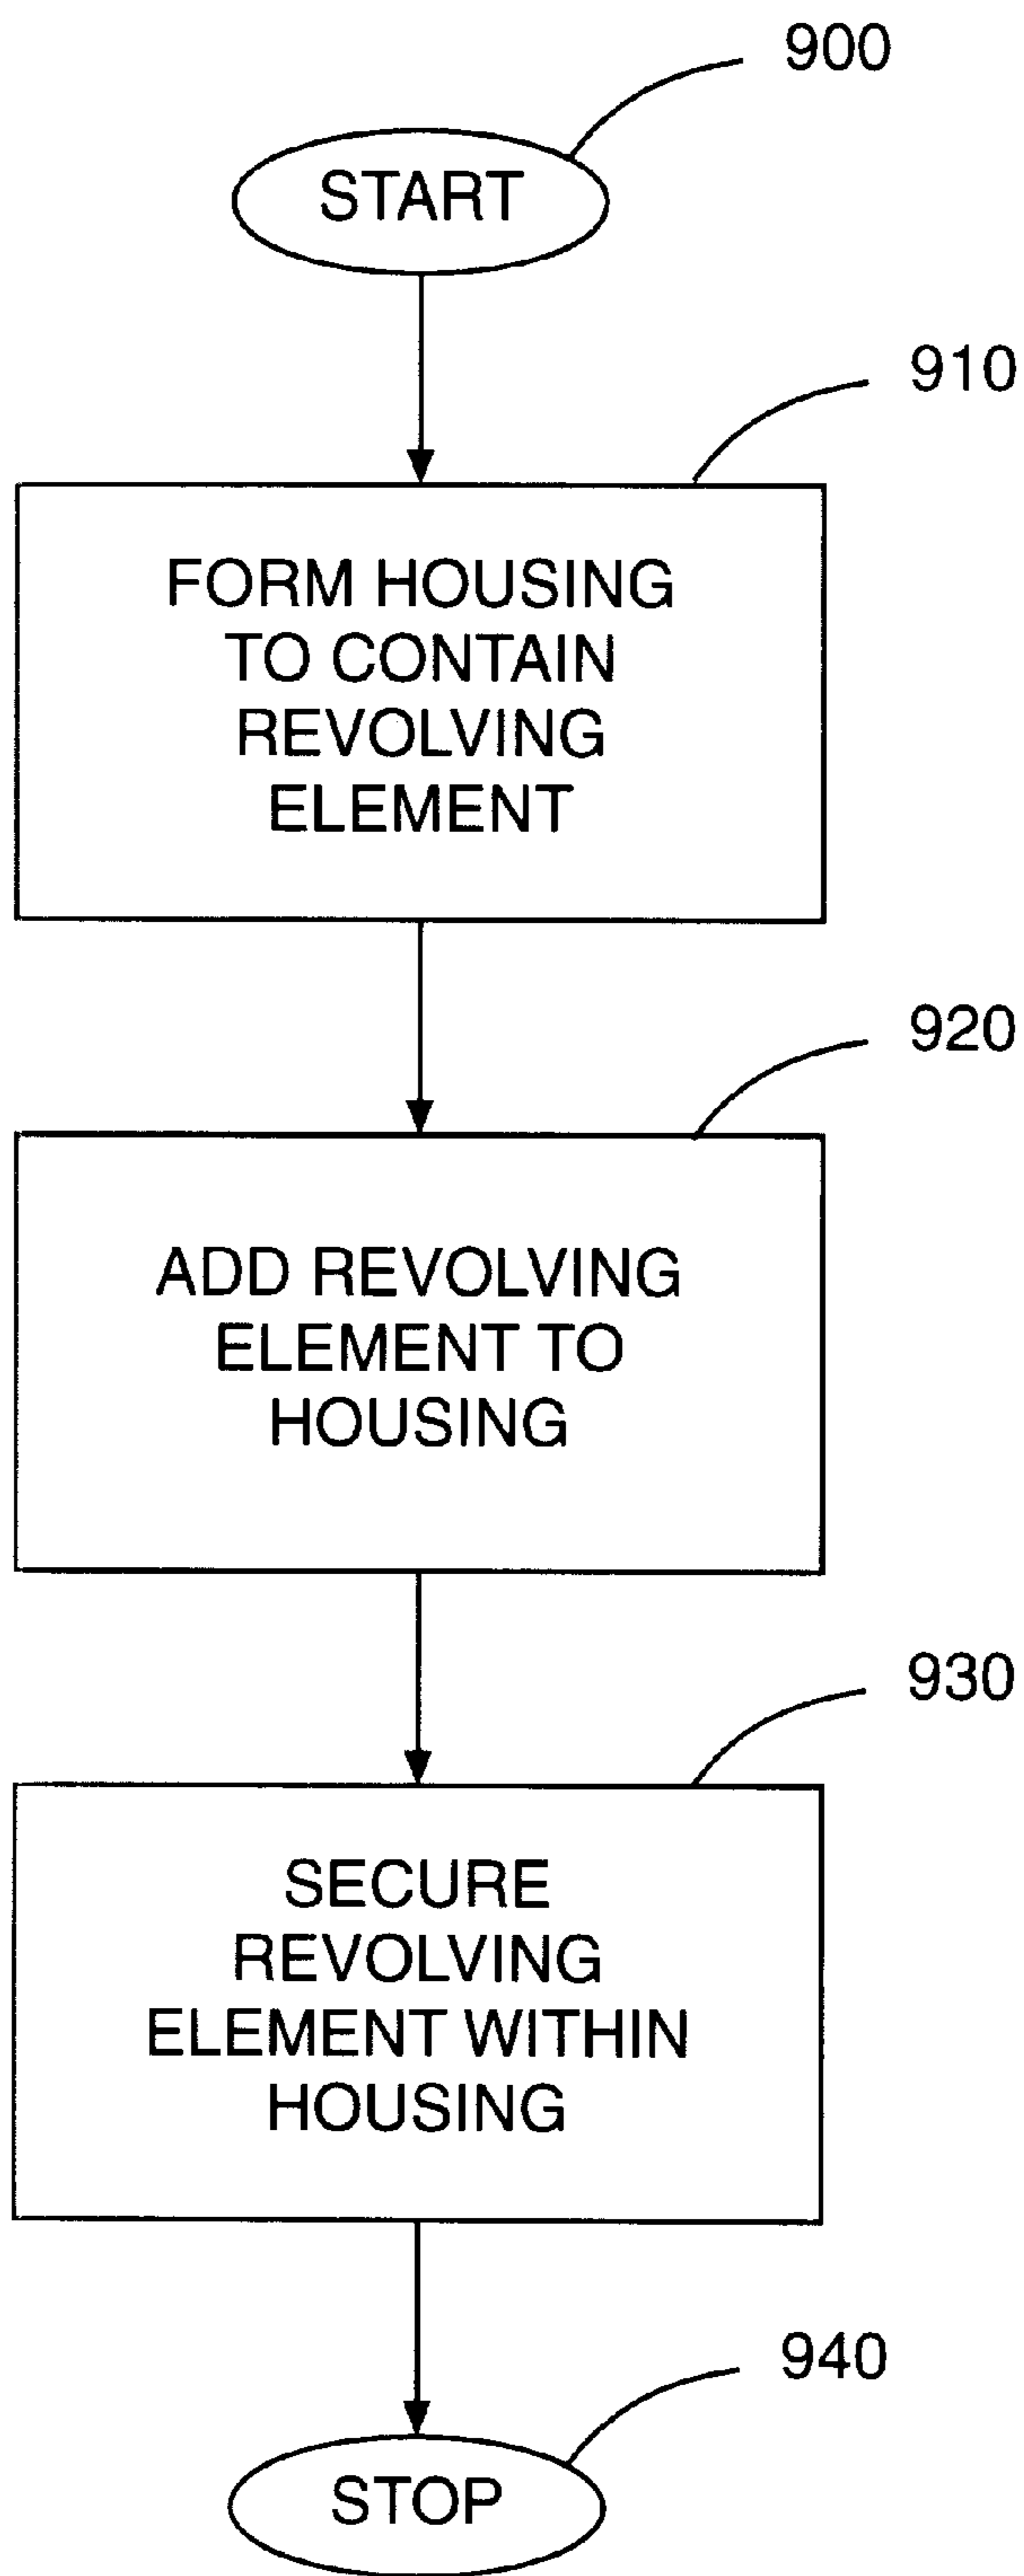 900
START
910
FORM HOUSING
TO CONTAIN
REVOLVING
ELEMENT
920
ADD REVOLVING
ELEMENT TO
HOUSING
930
SECURE
REVOLVING
ELEMENT WITHIN
HOUSING
940
STOP